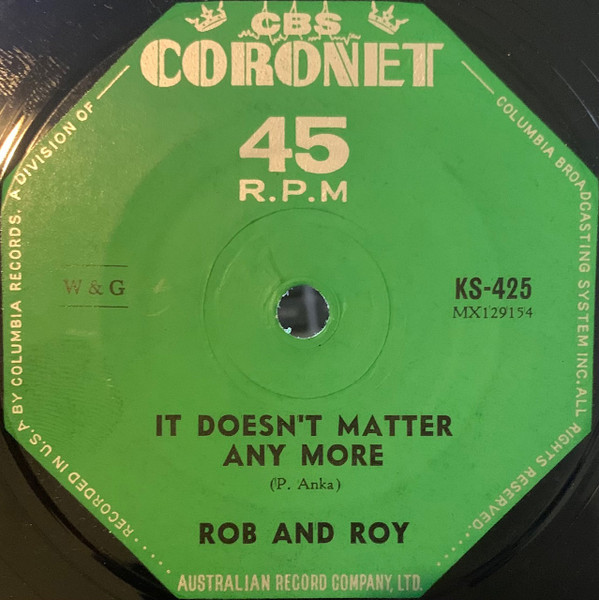 CBS
CORONET
45
R.P.M
W & G
KS-425
MX129154
IT DOESN'T MATTER
ANY MORE
(P. Anka)
ROB AND ROY
RECORDED IN U.S.A BY COLUMBIA RECORDS. A DIVISION OF
COLUMBIA BROADCASTING SYSTEM INC. ALL RIGHTS RESERVED....
AUSTRALIAN RECORD COMPANY, LTD.